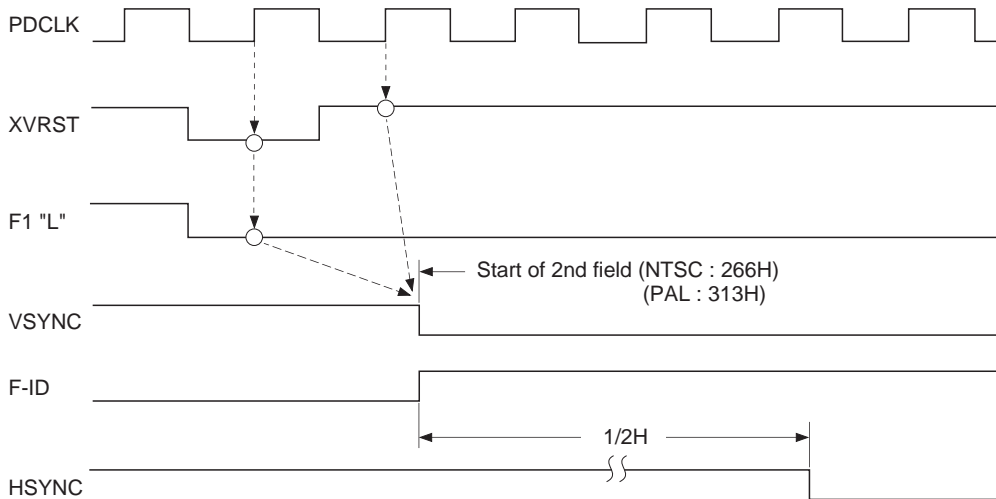 PDCLK
XVRST
F1 "L"
Start of 2nd field (NTSC : 266H)
(PAL : 313H)
VSYNC
F-ID
1/2H
HSYNC